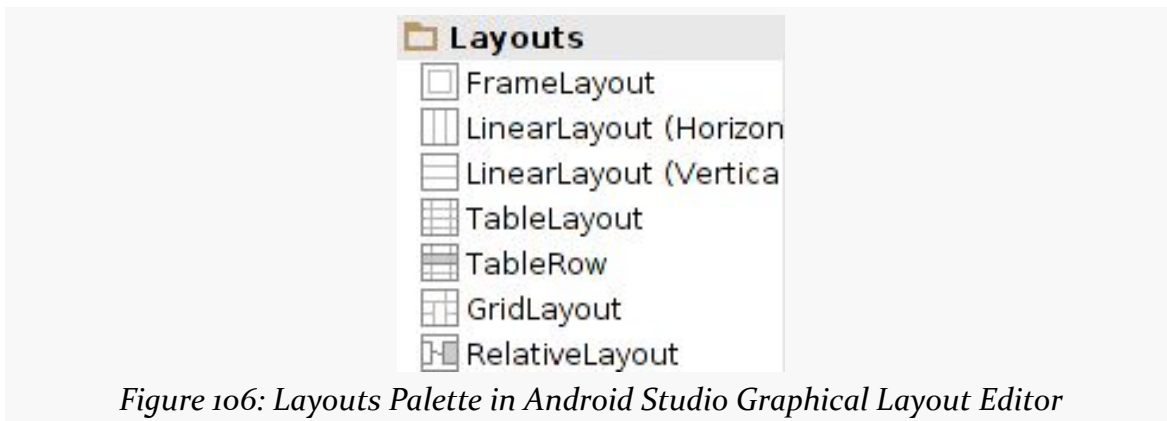 Layouts
FrameLayout
LinearLayout (Horizon
LinearLayout (Vertica
TableLayout
TableRow
GridLayout
RelativeLayout
Figure 106: Layouts Palette in Android Studio Graphical Layout Editor